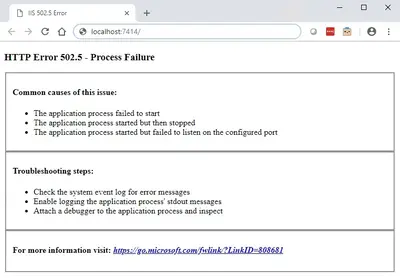 IIS 502.5 Error
localhost:7414/
HTTP Error 502.5 - Process Failure
Common causes of this issue:
The application process failed to start
The application process started but then stopped
The application process started but failed to listen on the configured port
Troubleshooting steps:
Check the system event log for error messages
Enable logging the application process' stdout messages
Attach a debugger to the application process and inspect
For more information visit: https://go.microsoft.com/fwlink/?LinkID=808681